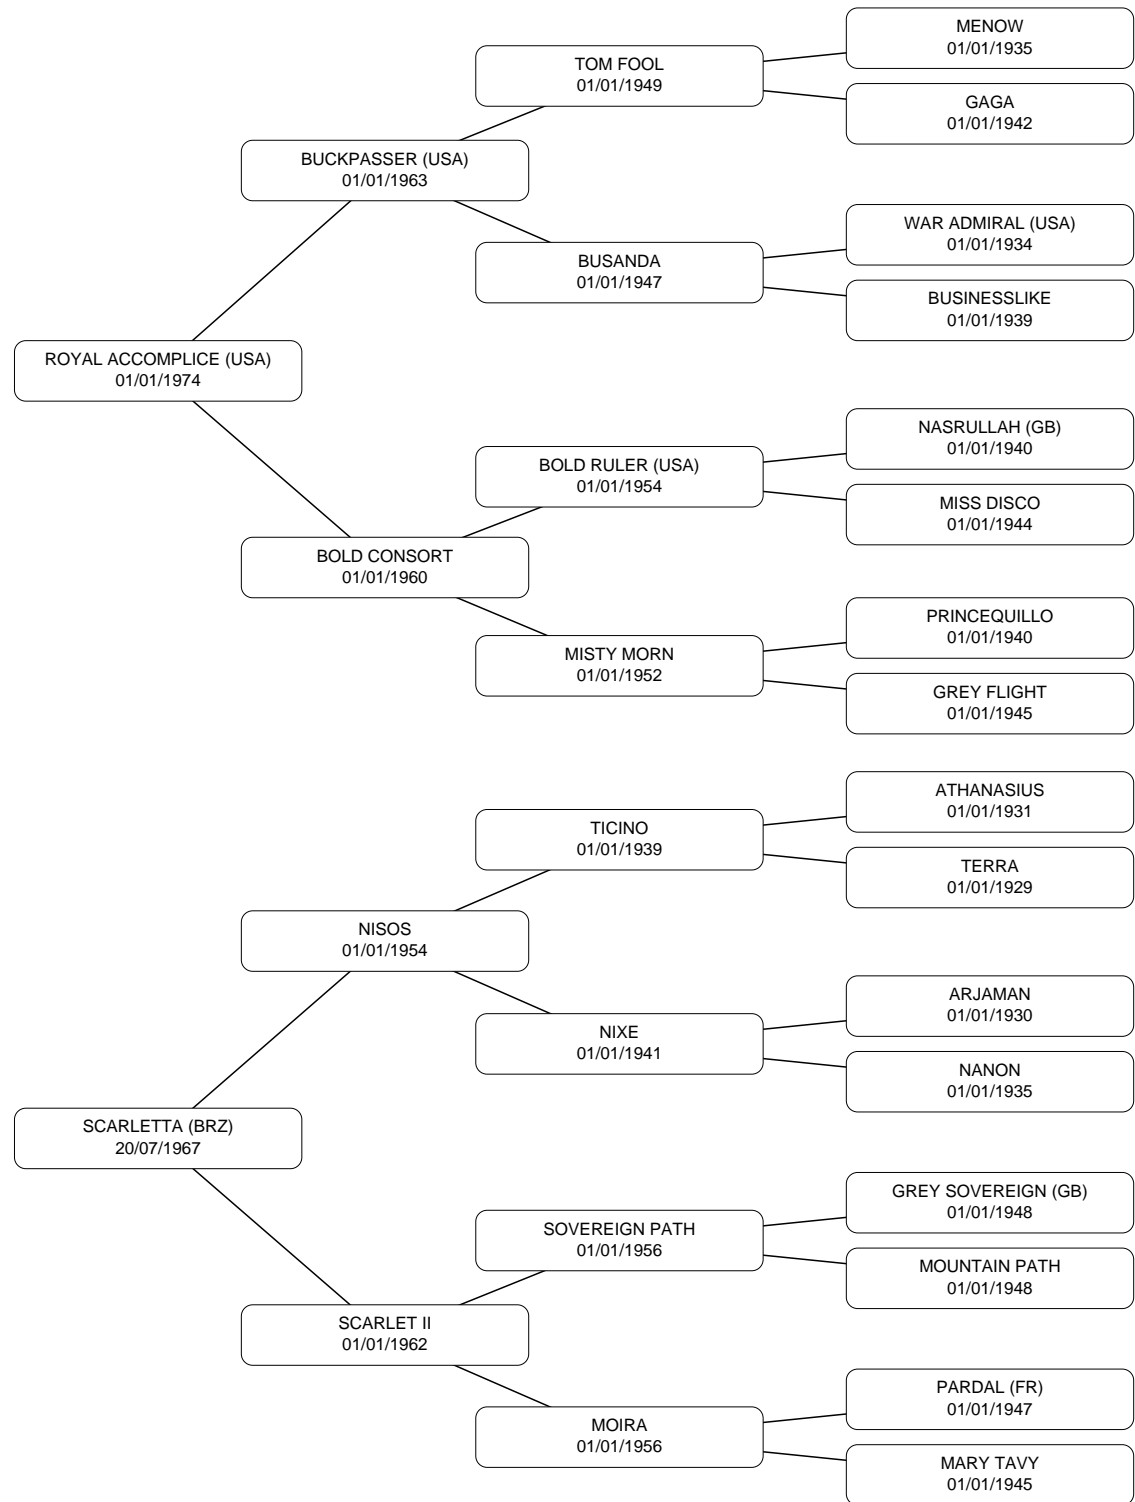 MENOW
01/01/1935
TOM FOOL
01/01/1949
GAGA
01/01/1942
BUCKPASSER (USA)
01/01/1963
WAR ADMIRAL (USA)
01/01/1934
BUSANDA
01/01/1947
BUSINESSLIKE
01/01/1939
ROYAL ACCOMPLICE (USA)
01/01/1974
NASRULLAH (GB)
01/01/1940
BOLD RULER (USA)
01/01/1954
MISS DISCO
01/01/1944
BOLD CONSORT
01/01/1960
PRINCEQUILLO
01/01/1940
MISTY MORN
01/01/1952
GREY FLIGHT
01/01/1945
ATHANASIUS
01/01/1931
TICINO
01/01/1939
TERRA
01/01/1929
NISOS
01/01/1954
ARJAMAN
01/01/1930
NIXE
01/01/1941
NANON
01/01/1935
SCARLETTA (BRZ)
20/07/1967
GREY SOVEREIGN (GB)
01/01/1948
SOVEREIGN PATH
01/01/1956
MOUNTAIN PATH
01/01/1948
SCARLET II
01/01/1962
PARDAL (FR)
01/01/1947
MOIRA
01/01/1956
MARY TAVY
01/01/1945